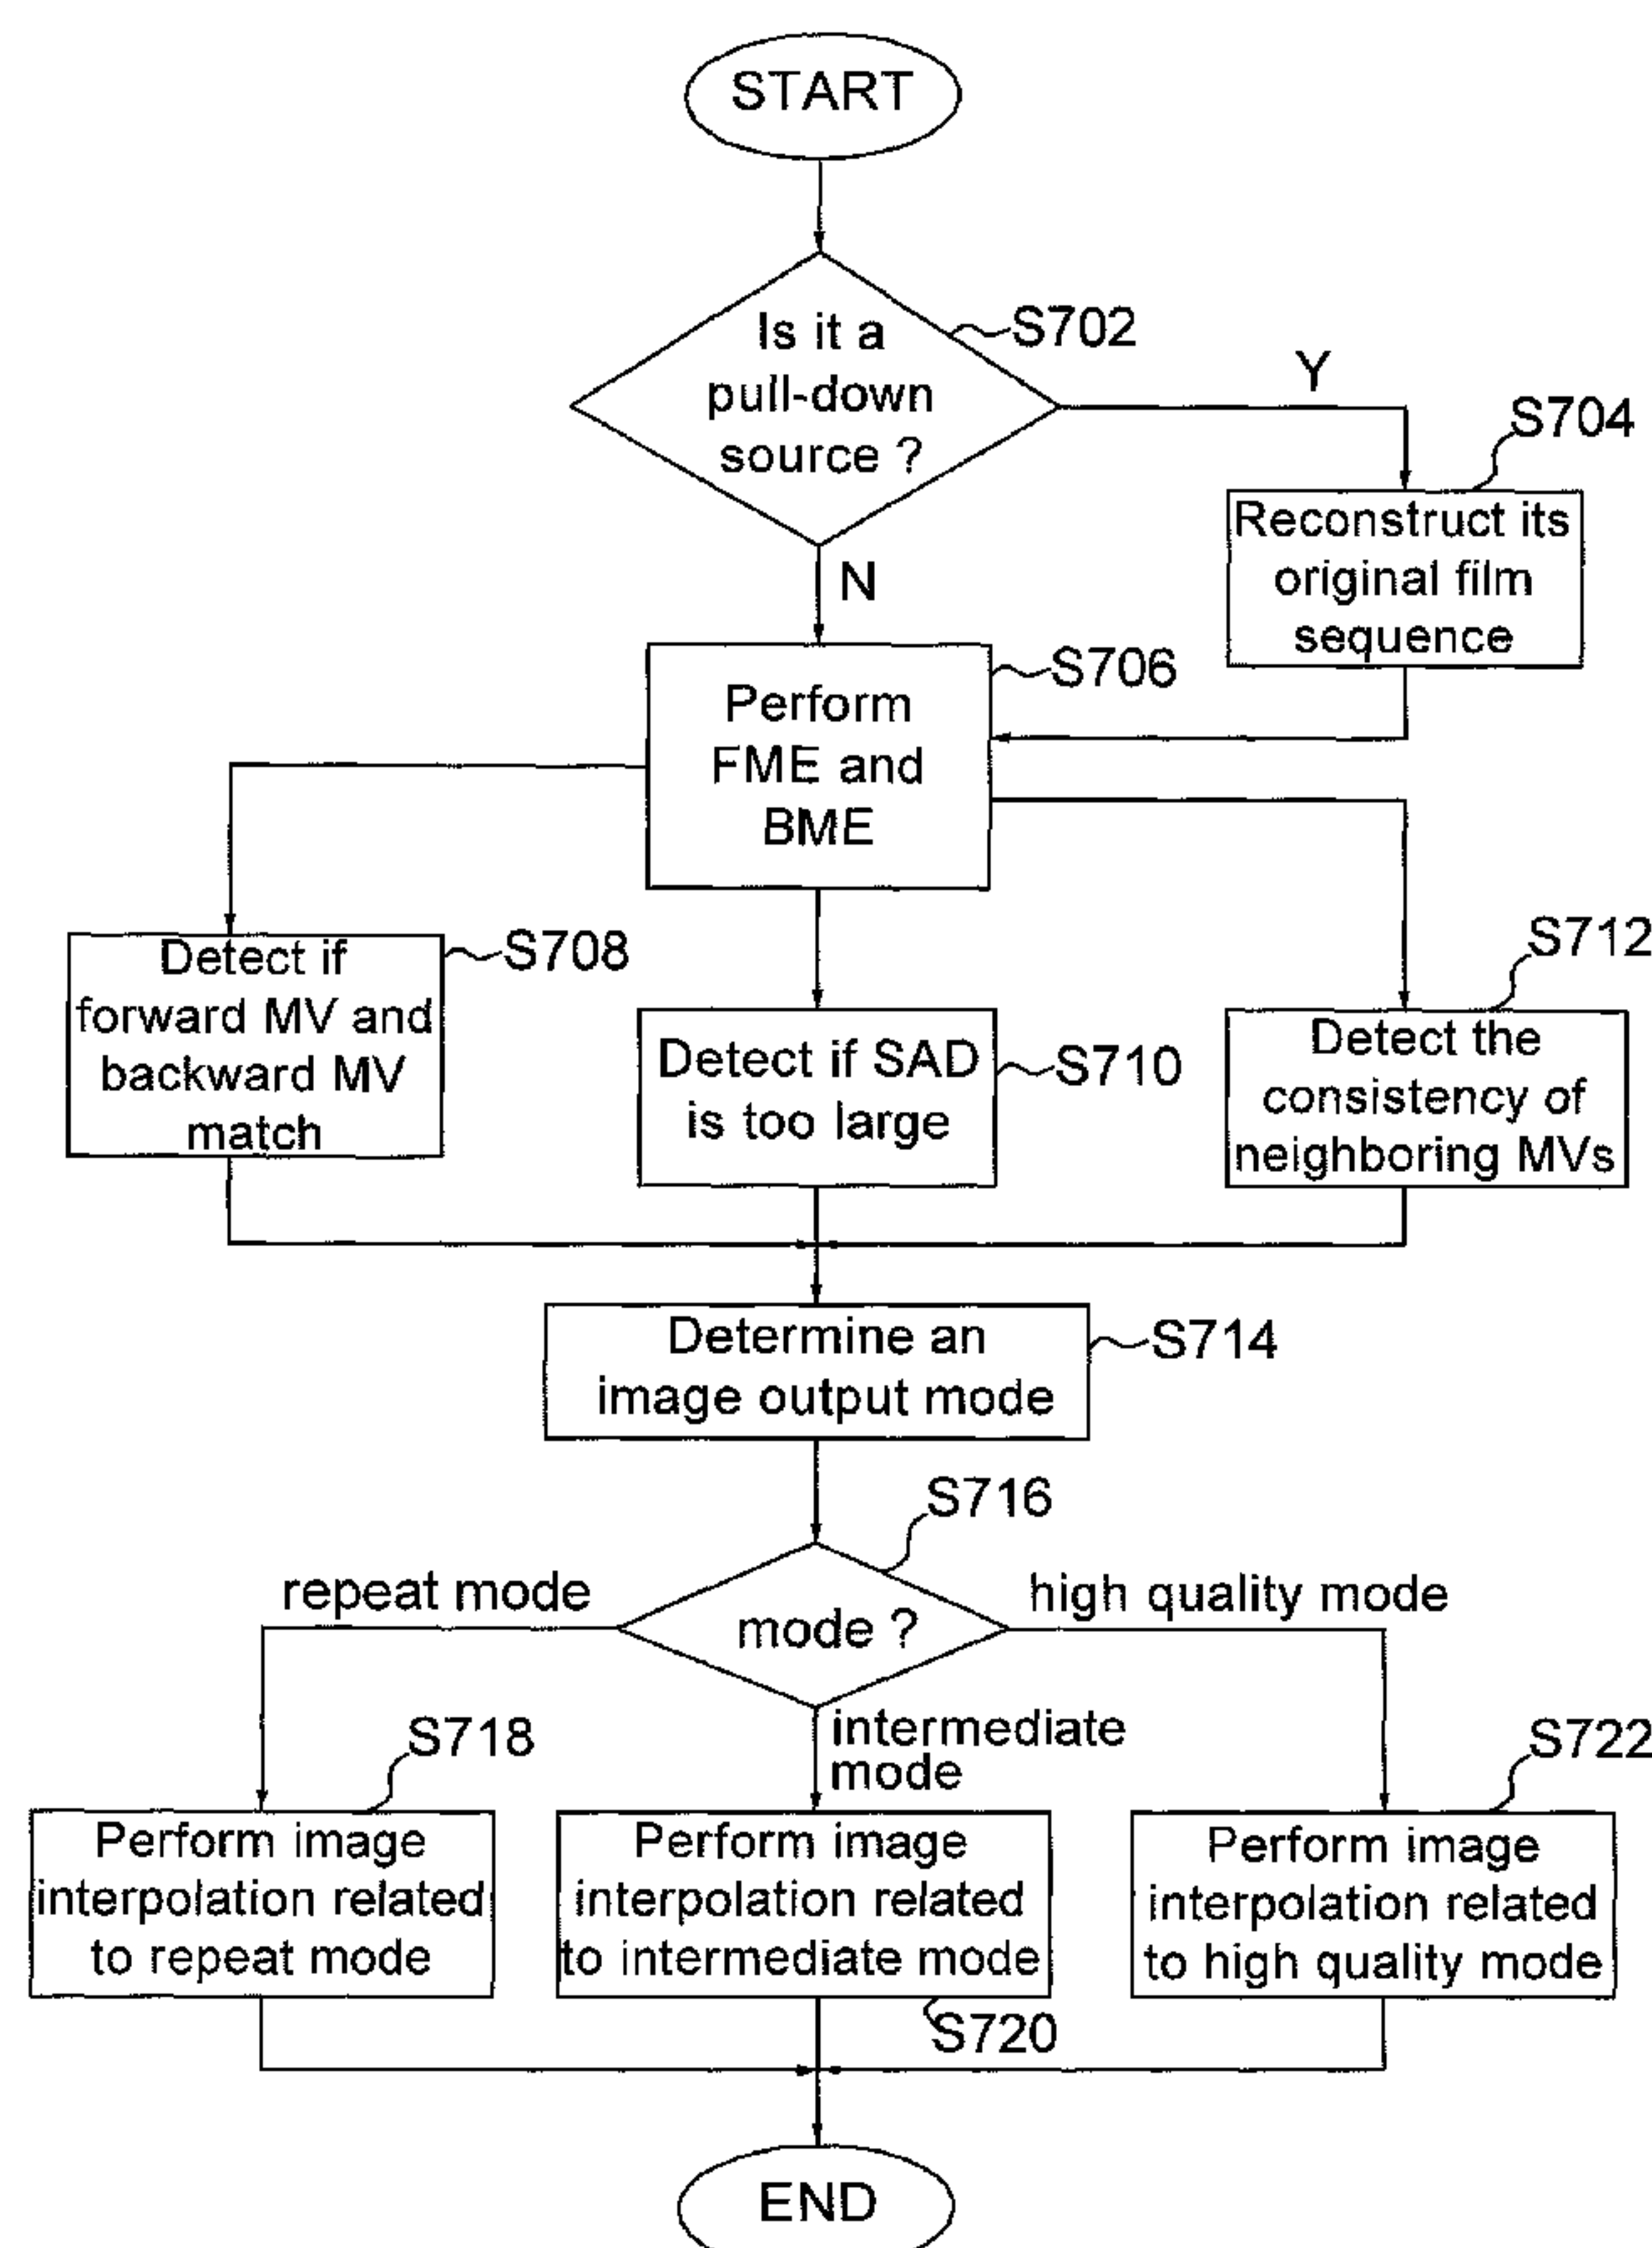 START
Is it a
pull-down
source ?
S702
Y
S704
Reconstruct its
original film
sequence
N
S706
Perform
FME and
BME
S708
Detect if
forward MV and
backward MV
match
S710
Detect if SAD
is too large
S712
Detect the
consistency of
neighboring MVs
S714
Determine an
image output mode
S716
mode ?
repeat mode
high quality mode
intermediate
mode
S718
Perform image
interpolation related
to repeat mode
Perform image
interpolation related
to intermediate mode
S720
S722
Perform image
interpolation related
to high quality mode
END